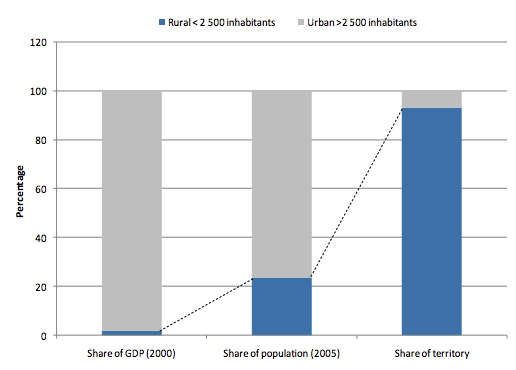 Rural < 2 500 inhabitants Urban >2 500 inhabitants
120
100
80
60
40
20
0
Percentage
Share of GDP (2000) Share of population (2005) Share of territory